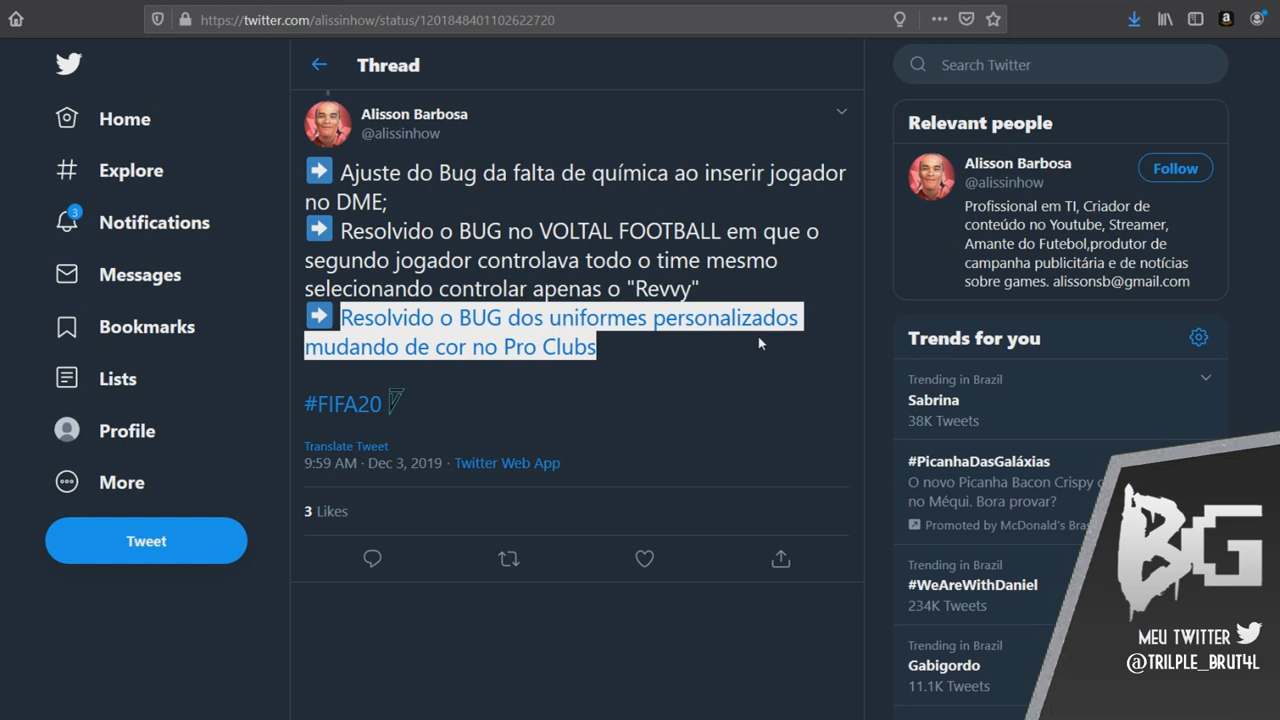 https://twitter.com/alissinhow/status/1201848401102622720
Home
Explore
3
Notifications
Messages
Bookmarks
Lists
Profile
More
Tweet
Thread
Alisson Barbosa
@alissinhow
Ajuste do Bug da falta de química ao inserir jogador
no DME;
Resolvido o BUG no VOLTAL FOOTBALL em que o
segundo jogador controlava todo o time mesmo
selecionando controlar apenas o "Revvy"
Resolvido o BUG dos uniformes personalizados
mudando de cor no Pro Clubs
#FIFA20
Translate Tweet
9:59 AM · Dec 3, 2019 · Twitter Web App
3 Likes
Search Twitter
Relevant people
Alisson Barbosa
@alissinhow
Follow
Profissional em TI, Criador de
conteúdo no Youtube, Streamer,
Amante do Futebol,produtor de
campanha publicitária e de notícias
sobre games. alissonsb@gmail.com
Trends for you
Trending in Brazil
Sabrina
38K Tweets
#PicanhaDasGaláxias
O novo Picanha Bacon Crispy
no Méqui. Bora provar?
Promoted by McDonald's
Trending in Brazil
#WeAreWithDaniel
234K Tweets
Trending in Brazil
Gabigordo
11.1K Tweets
BG
MEU TWITTER
@TRILPLE_BRUT4L